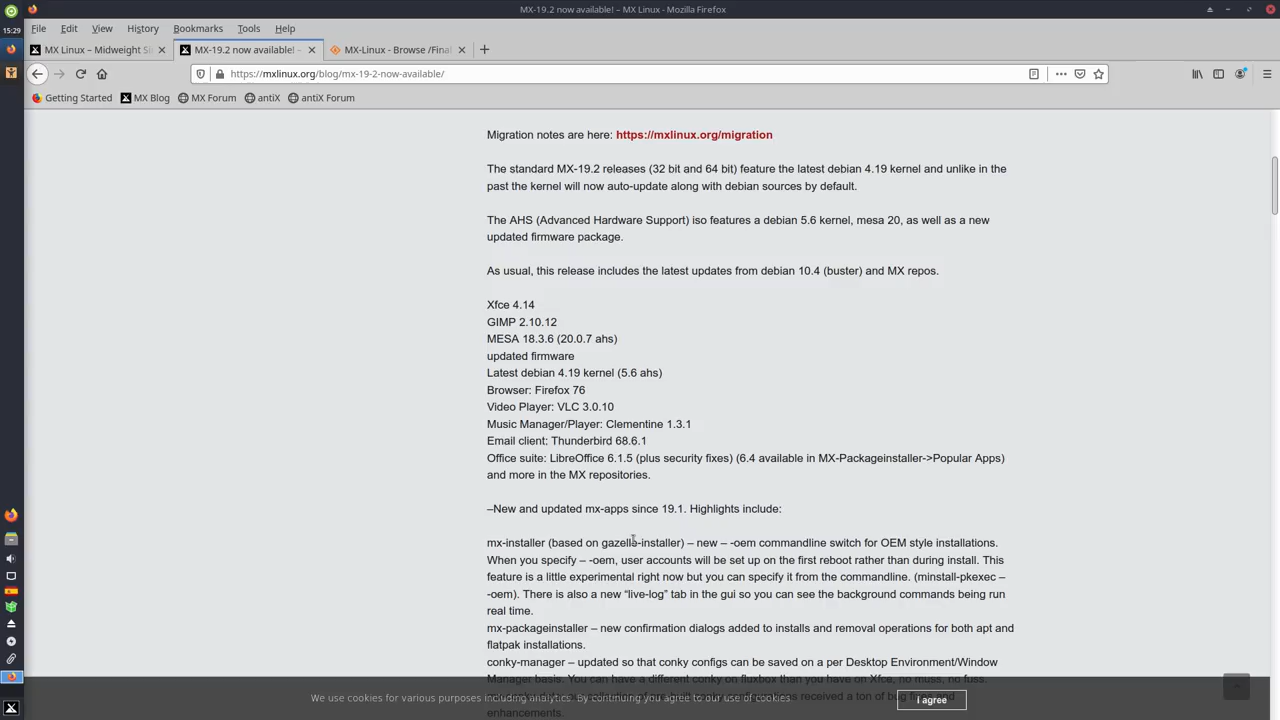 15:29
MX-19.2 now available! – MX Linux - Mozilla Firefox
File Edit View History Bookmarks Tools Help
MX Linux – Midweight Si
MX-19.2 now available! –
MX-Linux - Browse /Final
https://mxlinux.org/blog/mx-19-2-now-available/
Getting Started MX Blog MX Forum antiX antiX Forum
Migration notes are here: https://mxlinux.org/migration
The standard MX-19.2 releases (32 bit and 64 bit) feature the latest debian 4.19 kernel and unlike in the
past the kernel will now auto-update along with debian sources by default.
The AHS (Advanced Hardware Support) iso features a debian 5.6 kernel, mesa 20, as well as a new
updated firmware package.
As usual, this release includes the latest updates from debian 10.4 (buster) and MX repos.
Xfce 4.14
GIMP 2.10.12
MESA 18.3.6 (20.0.7 ahs)
updated firmware
Latest debian 4.19 kernel (5.6 ahs)
Browser: Firefox 76
Video Player: VLC 3.0.10
Music Manager/Player: Clementine 1.3.1
Email client: Thunderbird 68.6.1
Office suite: LibreOffice 6.1.5 (plus security fixes) (6.4 available in MX-Packageinstaller->Popular Apps)
and more in the MX repositories.
–New and updated mx-apps since 19.1. Highlights include:
mx-installer (based on gazelle-installer) – new – -oem commandline switch for OEM style installations.
When you specify – -oem, user accounts will be set up on the first reboot rather than during install. This
feature is a little experimental right now but you can specify it from the commandline. (minstall-pkexec –
-oem). There is also a new “live-log” tab in the gui so you can see the background commands being run
real time.
mx-packageinstaller – new confirmation dialogs added to installs and removal operations for both apt and
flatpak installations.
conky-manager – updated so that conky configs can be saved on a per Desktop Environment/Window
Manager basis. You can have a different conky on fluxbox than you have on Xfce, no muss, no fuss.
received a ton of bug fixes and
enhancements.
We use cookies for various purposes including analytics. By continuing you agree to our use of cookies
I agree